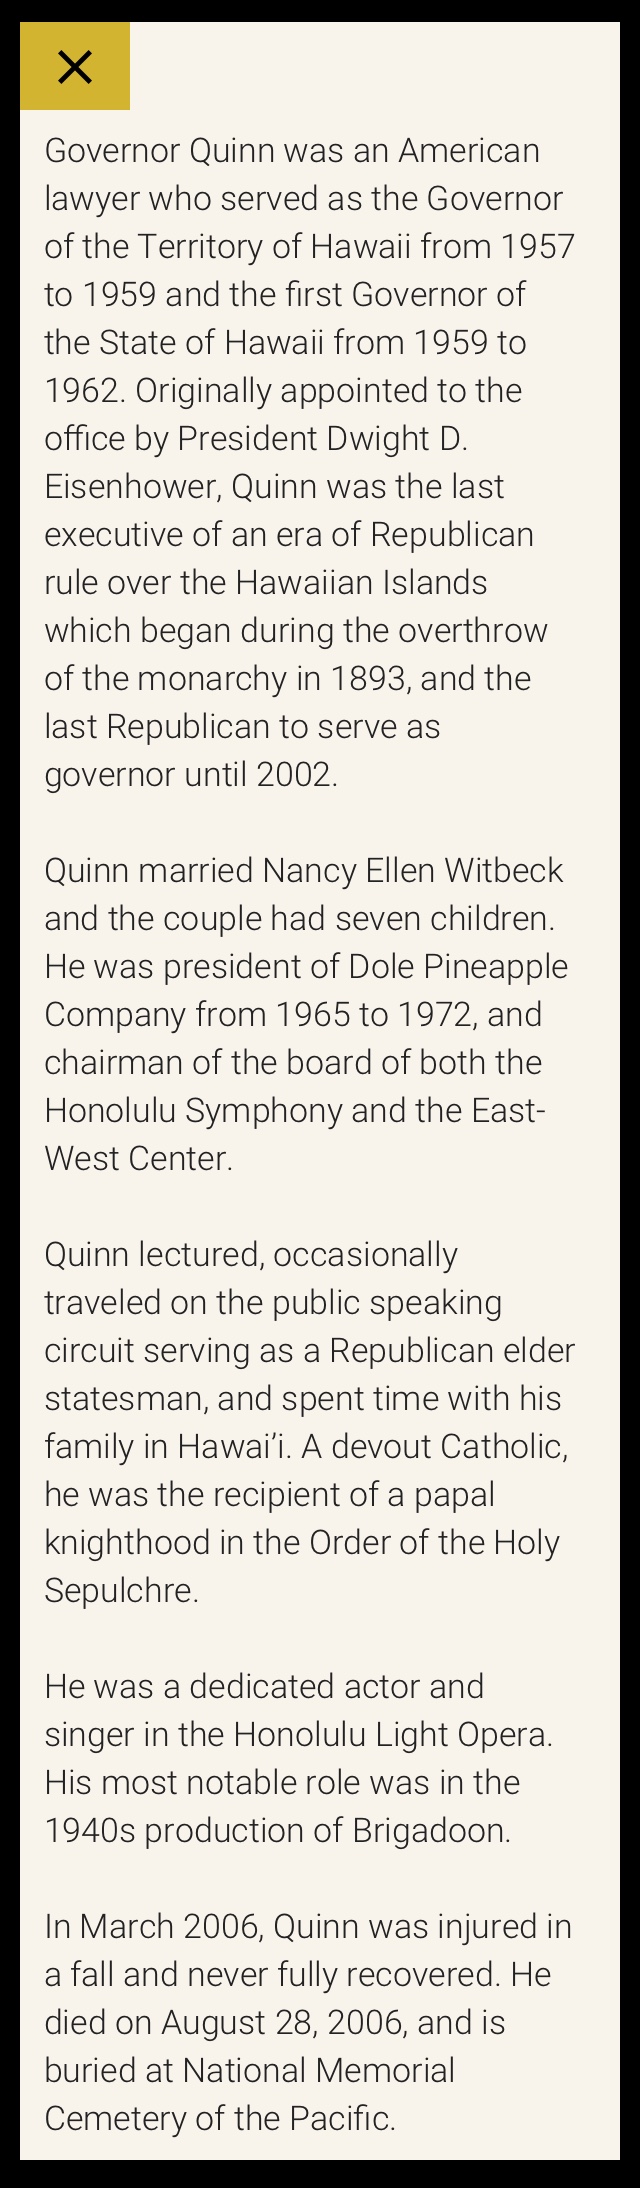 Governor Quinn was an American
lawyer who served as the Governor
of the Territory of Hawaii from 1957
to 1959 and the first Governor of
the State of Hawaii from 1959 to
1962. Originally appointed to the
office by President Dwight D.
Eisenhower, Quinn was the last
executive of an era of Republican
rule over the Hawaiian Islands
which began during the overthrow
of the monarchy in 1893, and the
last Republican to serve as
governor until 2002.

Quinn married Nancy Ellen Witbeck
and the couple had seven children.
He was president of Dole Pineapple
Company from 1965 to 1972, and
chairman of the board of both the
Honolulu Symphony and the East-
West Center.

Quinn lectured, occasionally
traveled on the public speaking
circuit serving as a Republican elder
statesman, and spent time with his
family in Hawai’i. A devout Catholic,
he was the recipient of a papal
knighthood in the Order of the Holy
Sepulchre.

He was a dedicated actor and
singer in the Honolulu Light Opera.
His most notable role was in the
1940s production of Brigadoon.

In March 2006, Quinn was injured in
a fall and never fully recovered. He
died on August 28, 2006, and is
buried at National Memorial
Cemetery of the Pacific.